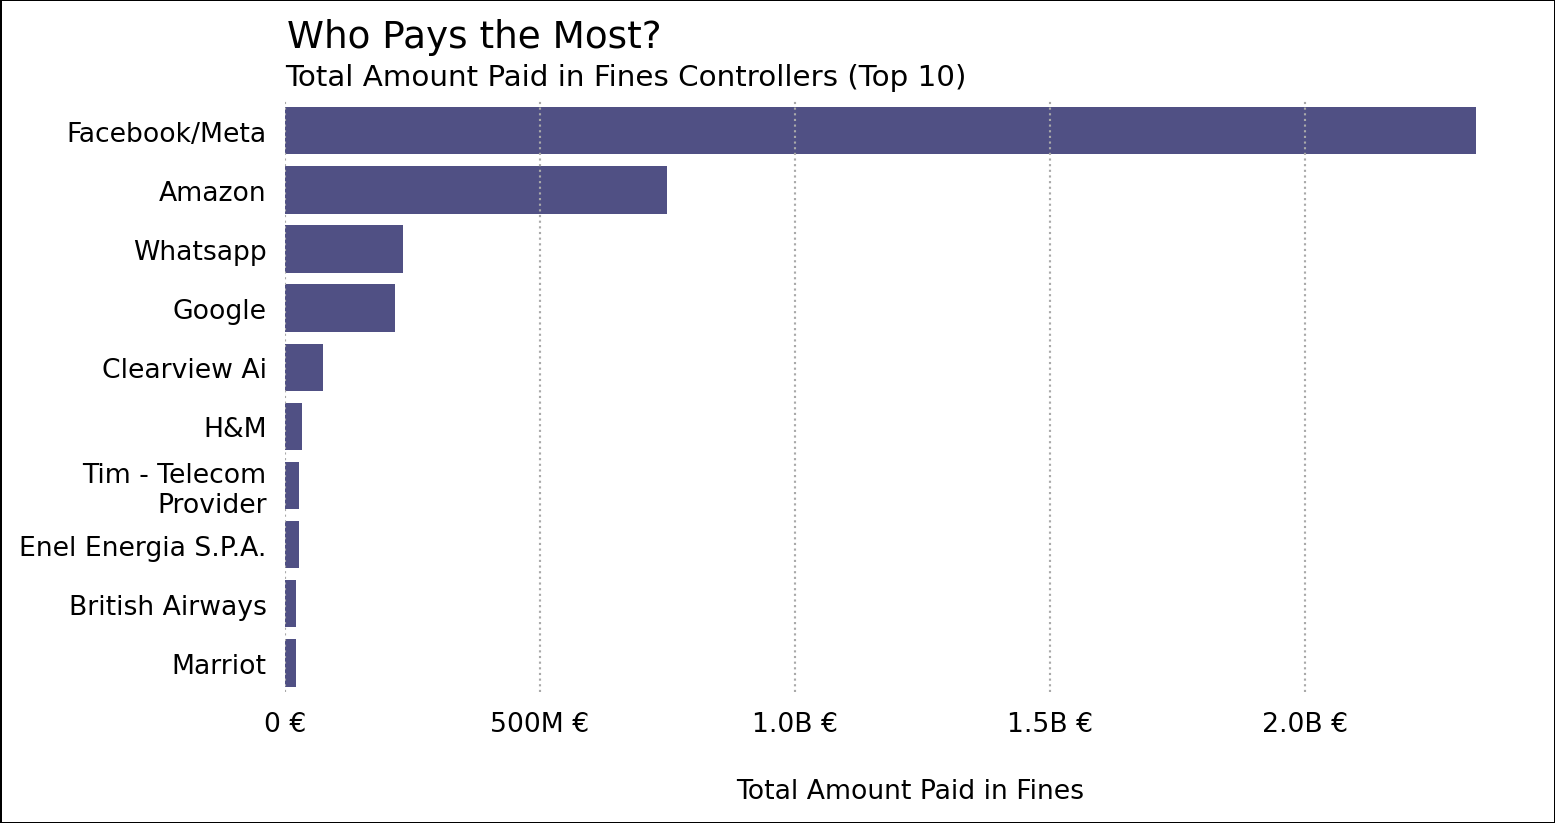 Who Pays the Most?
Total Amount Paid in Fines Controllers (Top 10)
Facebook/Meta
Amazon
Whatsapp
Google
Clearview Ai
H&M
Tim - Telecom
Provider
Enel Energia S.P.A.
British Airways
Marriot
0 € 500M € 1.0B € 1.5B € 2.0B €
Total Amount Paid in Fines